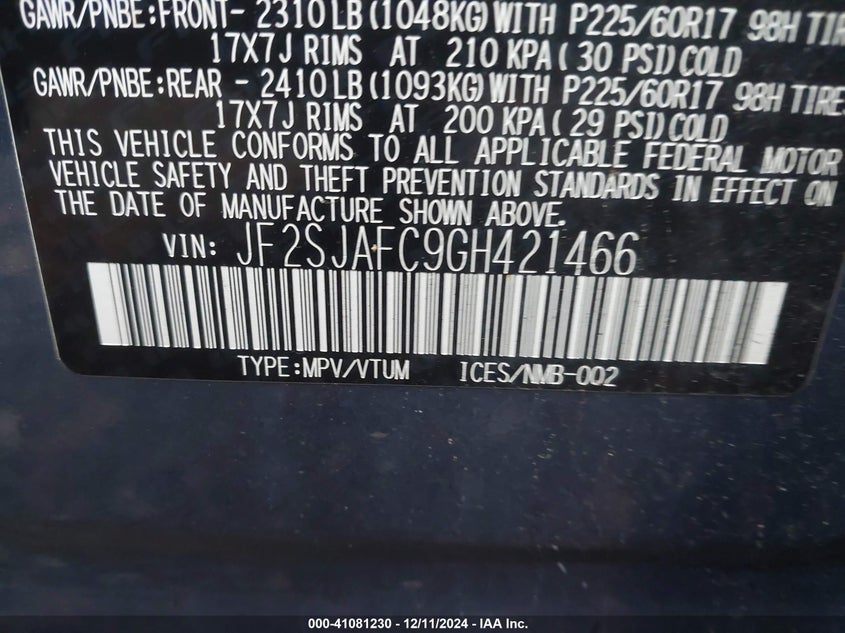 GAWR/PNBE:FRONT- 2310 LB (1048KG) WITH P225/60R17 98H TIR
17X7J RIMS AT 210 KPA ( 30 PSI) COLD
GAWR/PNBE:REAR - 2410 LB (1093KG) WITH P225/60R17 98H TIRE
17X7J RIMS AT 200 KPA ( 29 PSI) COLD
THIS VEHICLE CONFORMS TO ALL APPLICABLE FEDERAL MOTOR
VEHICLE SAFETY AND THEFT PREVENTION STANDARDS IN EFFECT ON
THE DATE OF MANUFACTURE SHOWN ABOVE.
VIN: JF2SJAFC9GH421466
TYPE:MPV/VTUM ICES/NMB-002
000-41081230 - 12/11/2024 - IAA Inc.